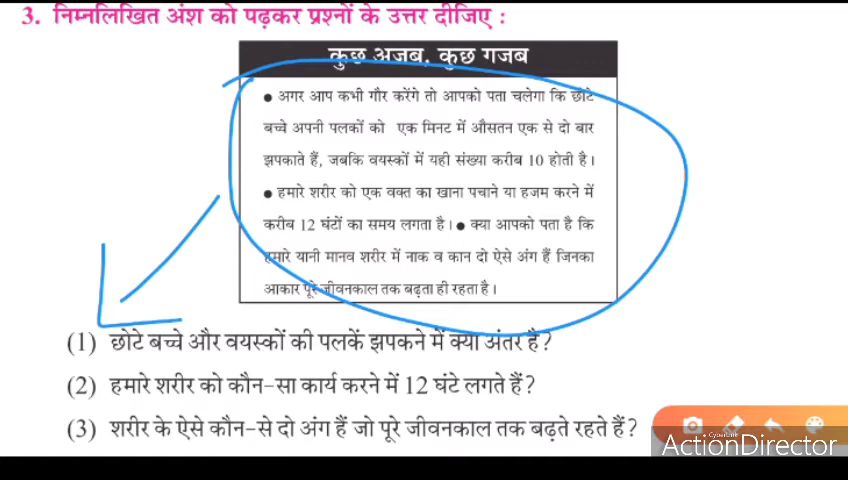 3. निम्नलिखित अंश को पढ़कर प्रश्नों के उत्तर दीजिए :
कुछ अजब, कुछ गजब
● अगर आप कभी गौर करेंगे तो आपको पता चलेगा कि छोटे
बच्चे अपनी पलकों को एक मिनट में औसतन एक से दो बार
झपकाते हैं, जबकि वयस्कों में यही संख्या करीब 10 होती है।
● हमारे शरीर को एक वक्त का खाना पचाने या हजम करने में
करीब 12 घंटों का समय लगता है। ● क्या आपको पता है कि
हमारे यानी मानव शरीर में नाक व कान दो ऐसे अंग हैं जिनका
आकार पूरे जीवनकाल तक बढ़ता ही रहता है।
(1) छोटे बच्चे और वयस्कों की पलकें झपकने में क्या अंतर है?
(2) हमारे शरीर को कौन-सा कार्य करने में 12 घंटे लगते हैं?
(3) शरीर के ऐसे कौन-से दो अंग हैं जो पूरे जीवनकाल तक बढ़ते रहते हैं?
CyberLink
ActionDirector